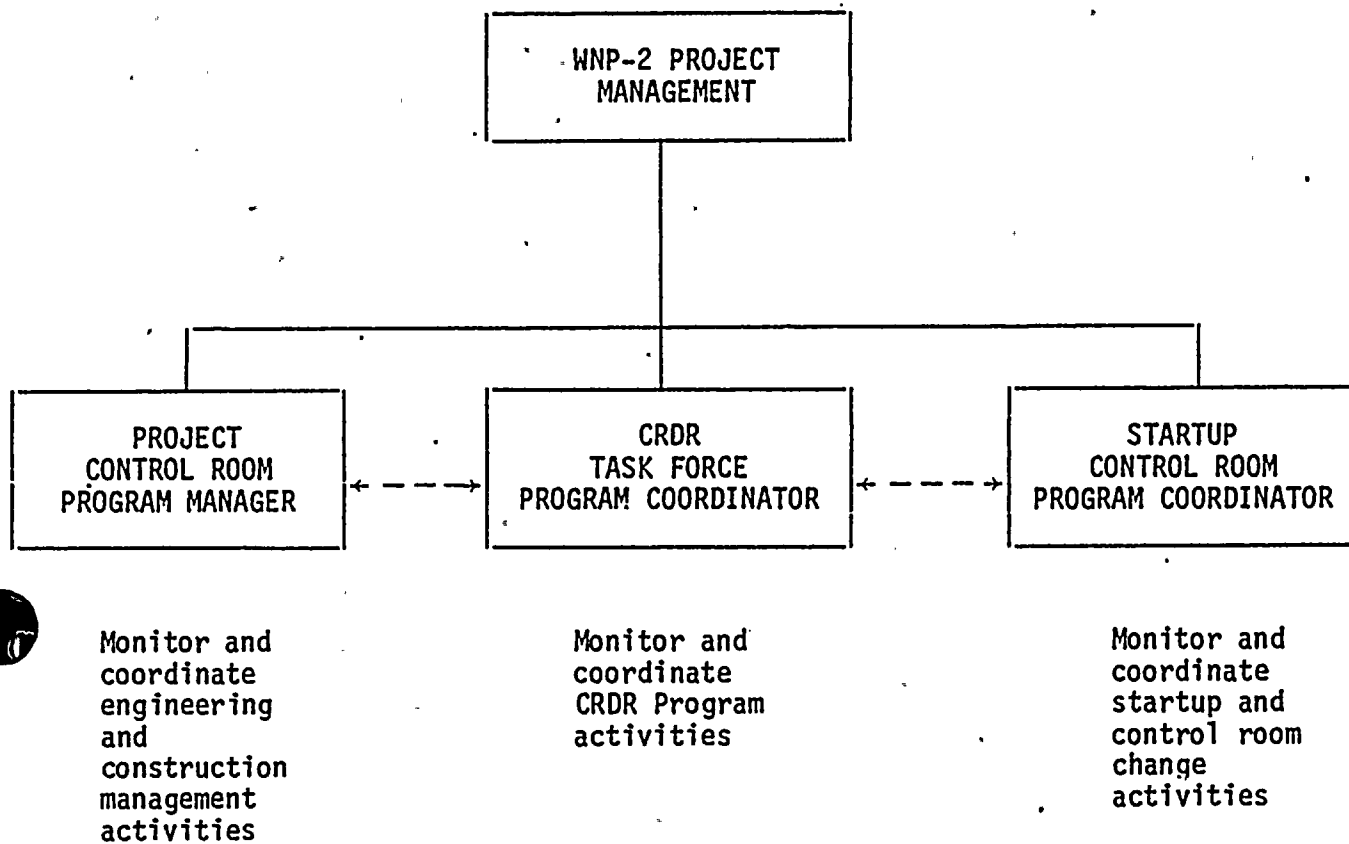 WNP-2 PROJECT
MANAGEMENT
PROJECT
CONTROL ROOM
PROGRAM MANAGER
CRDR
TASK FORCE
PROGRAM COORDINATOR
STARTUP
CONTROL ROOM
PROGRAM COORDINATOR
Monitor and
coordinate
engineering
and
construction
management
activities
Monitor and
coordinate
CRDR Program
activities
Monitor and
coordinate
startup and
control room
change
activities